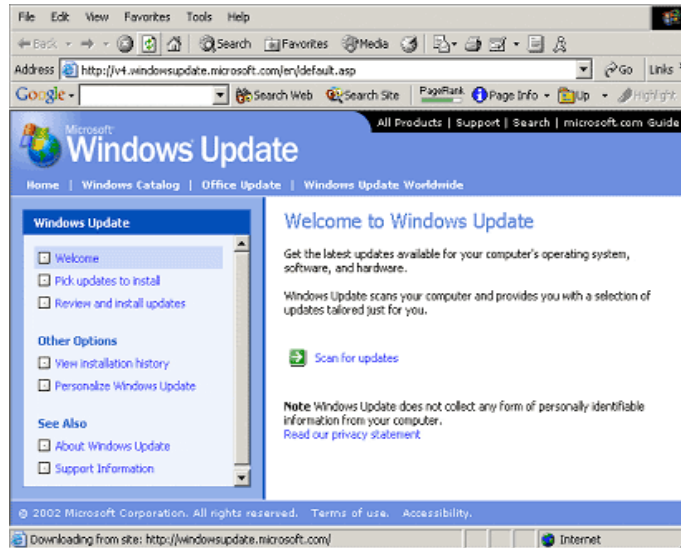 File Edit View Favorites Tools Help
Back Search Favorites Media
Address http://v4.windowsupdate.microsoft.com/en/default.asp Go Links
Google Search Web Search Site PageRank Page Info Up Highlight
All Products | Support | Search | microsoft.com Guide
Microsoft
Windows Update
Home | Windows Catalog | Office Update | Windows Update Worldwide
Windows Update
Welcome
Pick updates to install
Review and install updates
Other Options
View installation history
Personalize Windows Update
See Also
About Windows Update
Support Information
Welcome to Windows Update
Get the latest updates available for your computer's operating system,
software, and hardware.
Windows Update scans your computer and provides you with a selection of
updates tailored just for you.
Scan for updates
Note Windows Update does not collect any form of personally identifiable
information from your computer.
Read our privacy statement
© 2002 Microsoft Corporation. All rights reserved. Terms of use. Accessibility.
Downloading from site: http://windowsupdate.microsoft.com/ Internet